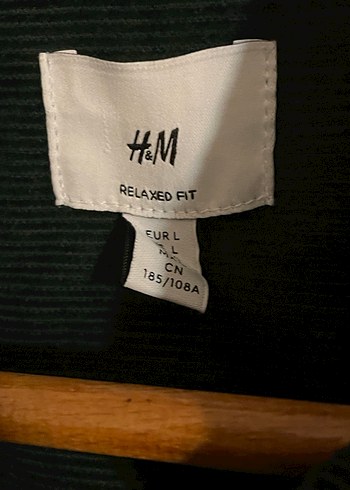 H&M
RELAXED FIT
EUR L
L
CN
185/108A